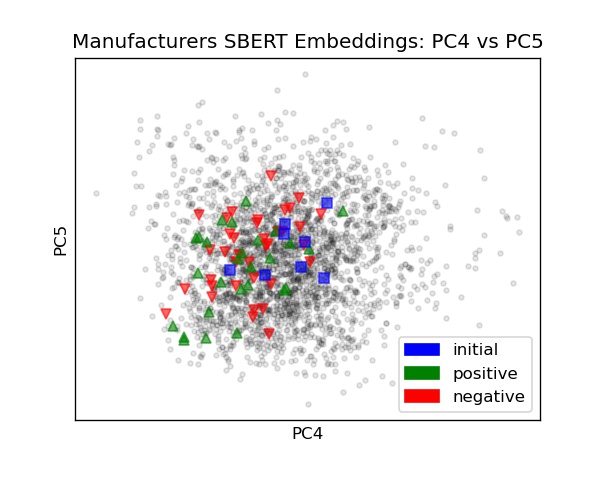 Manufacturers SBERT Embeddings: PC4 vs PC5
PC5
initial
positive
negative
PC4